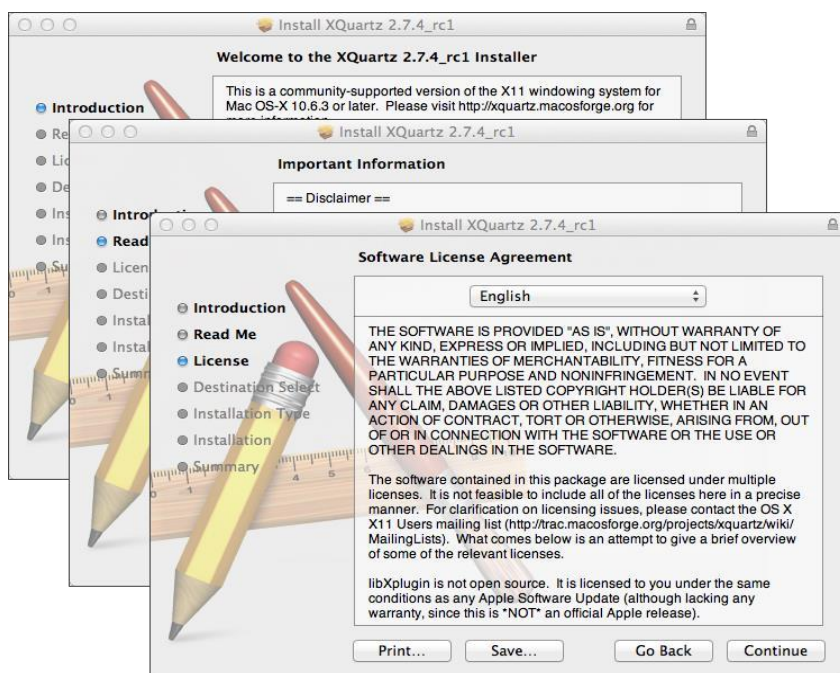 Install XQuartz 2.7.4_rc1
Welcome to the XQuartz 2.7.4_rc1 Installer
This is a community-supported version of the X11 windowing system for
Mac OS-X 10.6.3 or later. Please visit http://xquartz.macosforge.org for
more information
Introduction
Install XQuartz 2.7.4_rc1
Important Information
== Disclaimer ==
Install XQuartz 2.7.4_rc1
Software License Agreement
English
Introduction
Read Me
License
Destination Select
Installation Type
Installation
Summary
THE SOFTWARE IS PROVIDED "AS IS", WITHOUT WARRANTY OF
ANY KIND, EXPRESS OR IMPLIED, INCLUDING BUT NOT LIMITED TO
THE WARRANTIES OF MERCHANTABILITY, FITNESS FOR A
PARTICULAR PURPOSE AND NONINFRINGEMENT. IN NO EVENT
SHALL THE ABOVE LISTED COPYRIGHT HOLDER(S) BE LIABLE FOR
ANY CLAIM, DAMAGES OR OTHER LIABILITY, WHETHER IN AN
ACTION OF CONTRACT, TORT OR OTHERWISE, ARISING FROM, OUT
OF OR IN CONNECTION WITH THE SOFTWARE OR THE USE OR
OTHER DEALINGS IN THE SOFTWARE.
The software contained in this package are licensed under multiple
licenses. It is not feasible to include all of the licenses here in a precise
manner. For clarification on licensing issues, please contact the OS X
X11 Users mailing list (http://trac.macosforge.org/projects/xquartz/wiki/
MailingLists). What comes below is an attempt to give a brief overview
of some of the relevant licenses.
libXplugin is not open source. It is licensed to you under the same
conditions as any Apple Software Update (although lacking any
warranty, since this is *NOT* an official Apple release).
Print...
Save...
Go Back
Continue